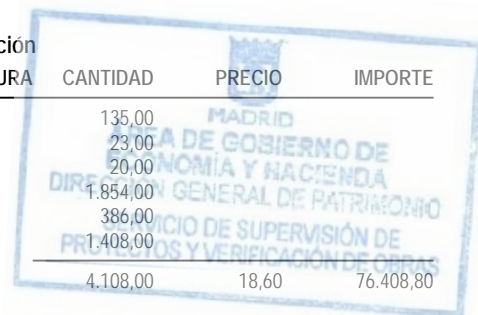 ción
URA CANTIDAD PRECIO IMPORTE
135,00
23,00
20,00
1.854,00
386,00
1.408,00
4.108,00 18,60 76.408,80
MADRID
ÁREA DE GOBIERNO DE
ECONOMÍA Y HACIENDA
DIRECCIÓN GENERAL DE PATRIMONIO
SERVICIO DE SUPERVISIÓN DE
PROYECTOS Y VERIFICACIÓN DE OBRAS